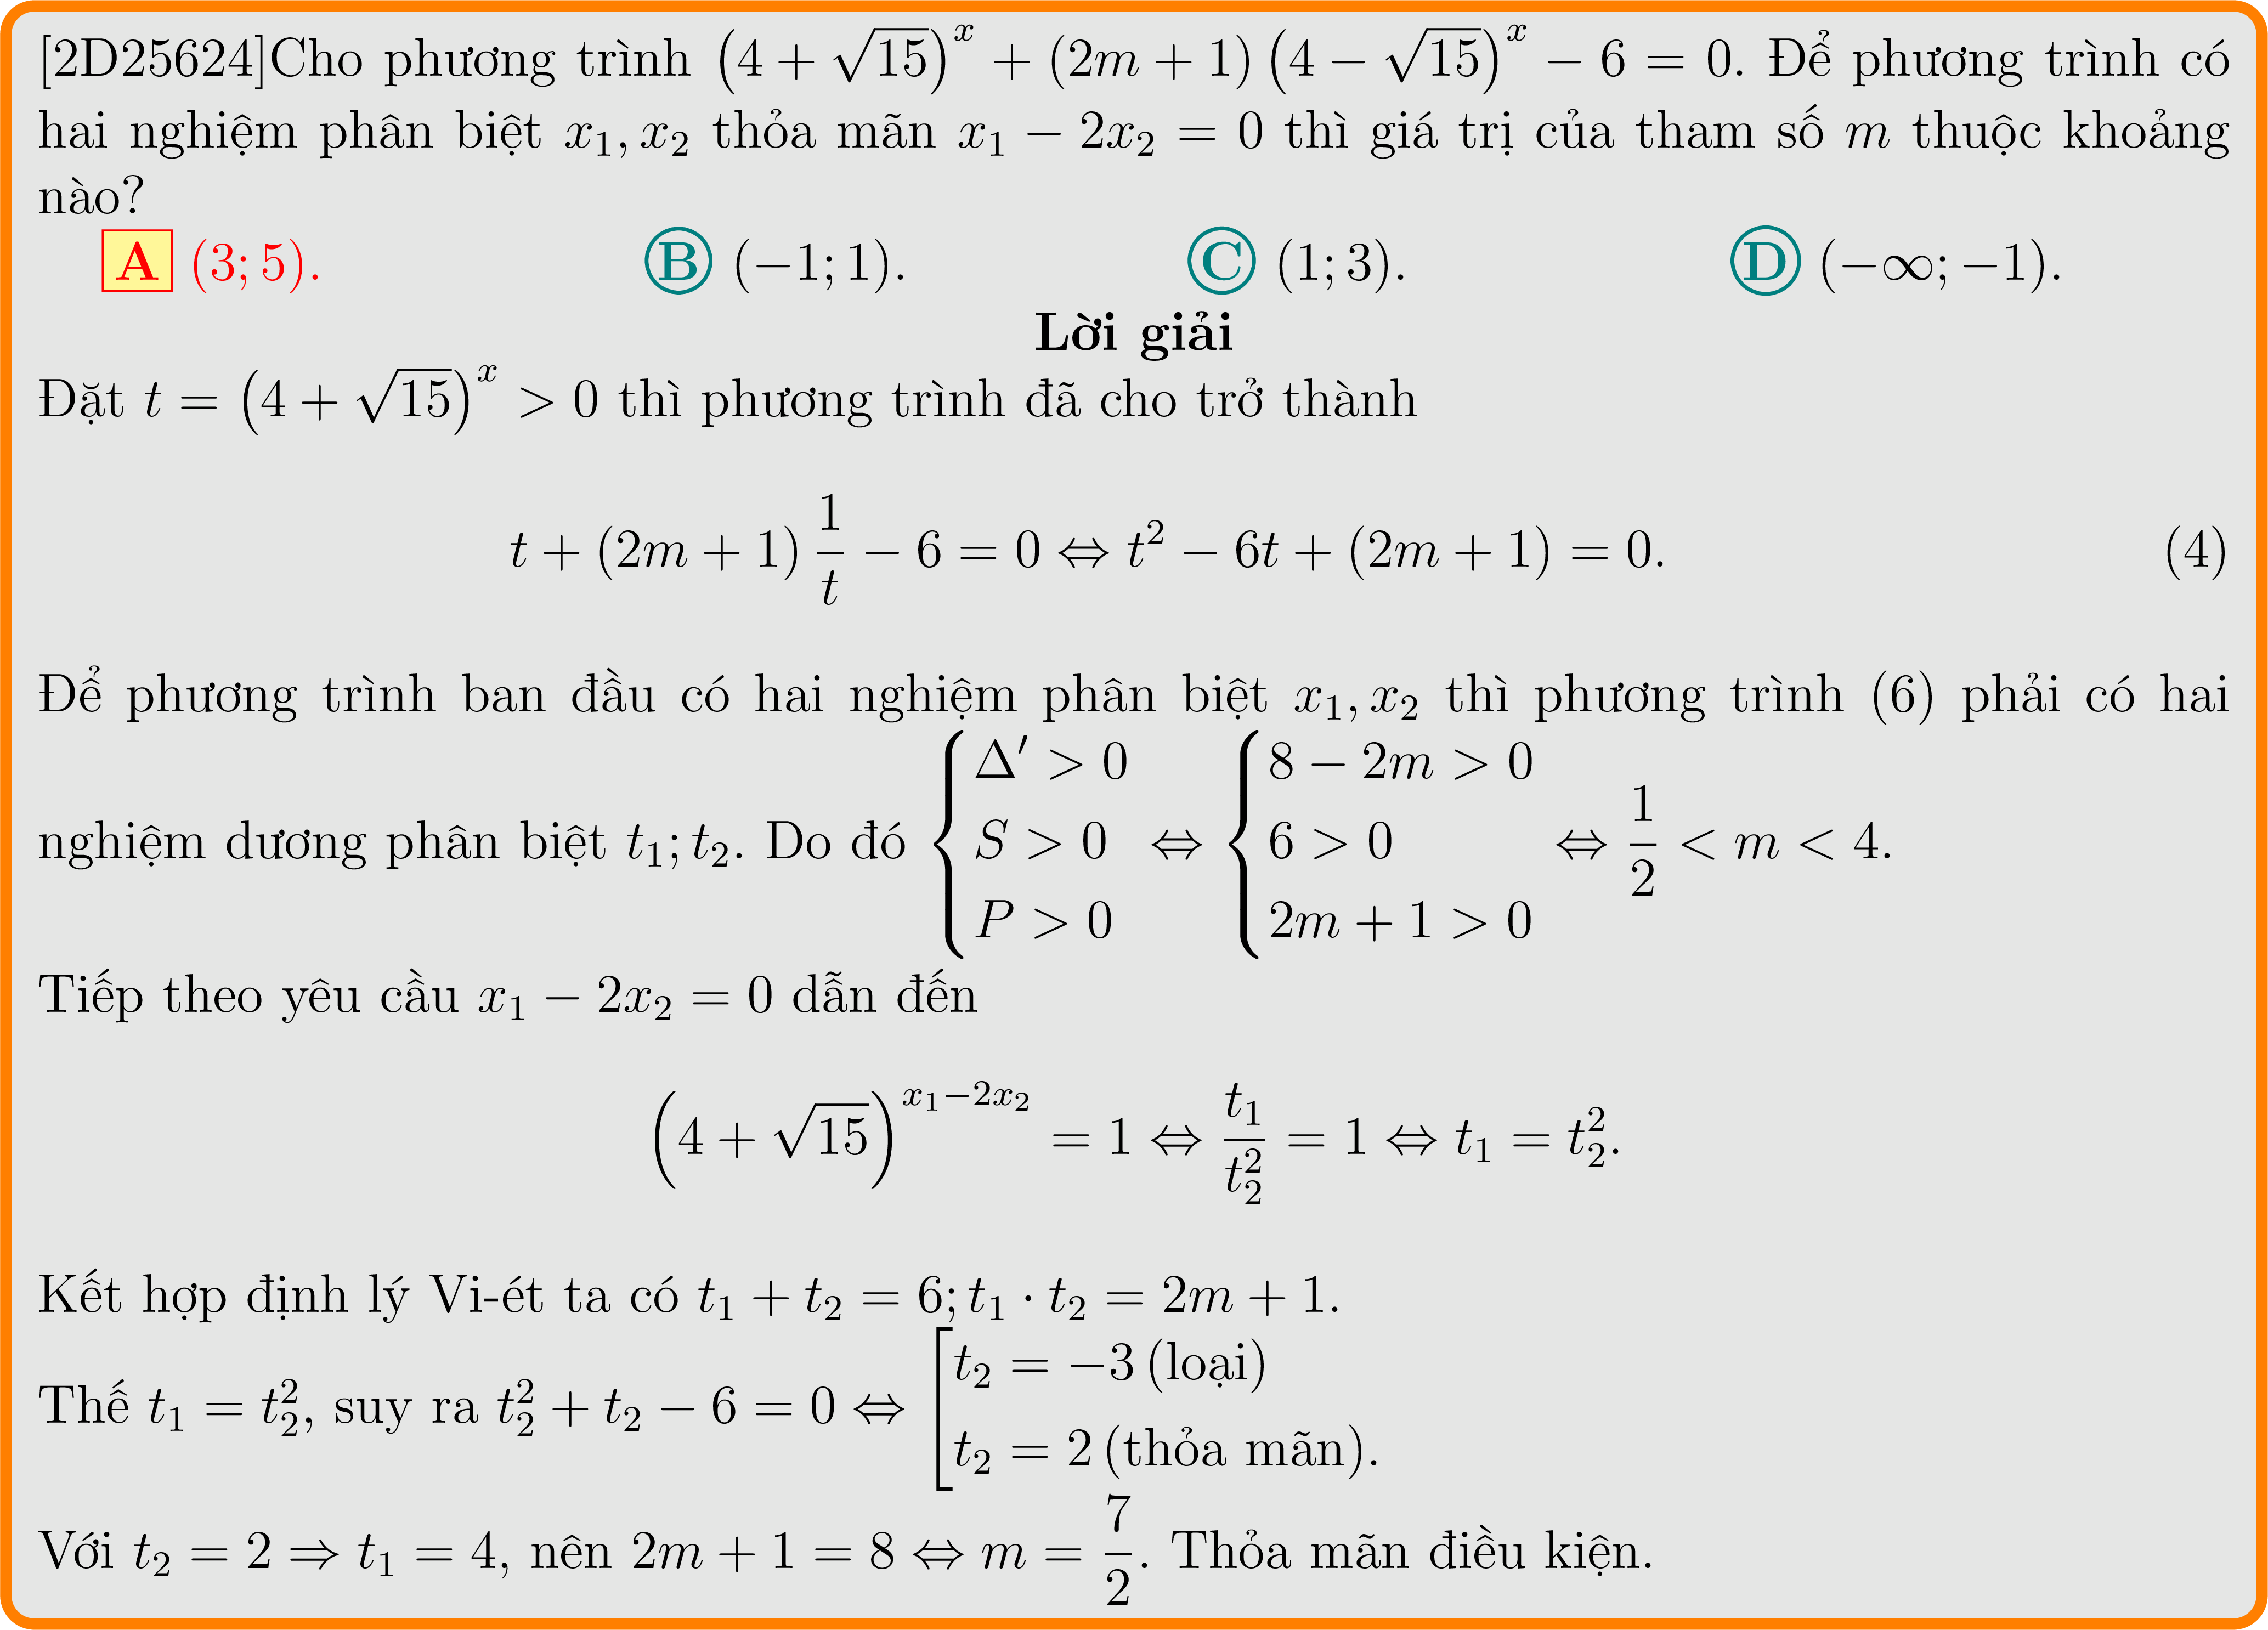 [2D25624]Cho phương trình $\left(4+\sqrt{15}\right)^x + (2m+1)\left(4-\sqrt{15}\right)^x - 6 = 0$. Để phương trình có
hai nghiệm phân biệt $x_1, x_2$ thỏa mãn $x_1 - 2x_2 = 0$ thì giá trị của tham số $m$ thuộc khoảng
nào?
A (3; 5). B (−1; 1). C (1; 3). D (−∞; −1).
Lời giải
Đặt $t = \left(4+\sqrt{15}\right)^x > 0$ thì phương trình đã cho trở thành
$t + (2m+1)\frac{1}{t} - 6 = 0 \Leftrightarrow t^2 - 6t + (2m+1) = 0.$ (4)
Để phương trình ban đầu có hai nghiệm phân biệt $x_1, x_2$ thì phương trình (6) phải có hai
nghiệm dương phân biệt $t_1; t_2$. Do đó $\begin{cases} \Delta' > 0 \\ S > 0 \\ P > 0 \end{cases} \Leftrightarrow \begin{cases} 8 - 2m > 0 \\ 6 > 0 \\ 2m + 1 > 0 \end{cases} \Leftrightarrow \frac{1}{2} < m < 4.$
Tiếp theo yêu cầu $x_1 - 2x_2 = 0$ dẫn đến
$\left(4+\sqrt{15}\right)^{x_1-2x_2} = 1 \Leftrightarrow \frac{t_1}{t_2^2} = 1 \Leftrightarrow t_1 = t_2^2.$
Kết hợp định lý Vi-ét ta có $t_1 + t_2 = 6; t_1 \cdot t_2 = 2m + 1.$
Thế $t_1 = t_2^2$, suy ra $t_2^2 + t_2 - 6 = 0 \Leftrightarrow \left[\begin{array}{l} t_2 = -3 \text{ (loại)} \\ t_2 = 2 \text{ (thỏa mãn)}. \end{array}\right.$
Với $t_2 = 2 \Rightarrow t_1 = 4$, nên $2m + 1 = 8 \Leftrightarrow m = \frac{7}{2}$. Thỏa mãn điều kiện.